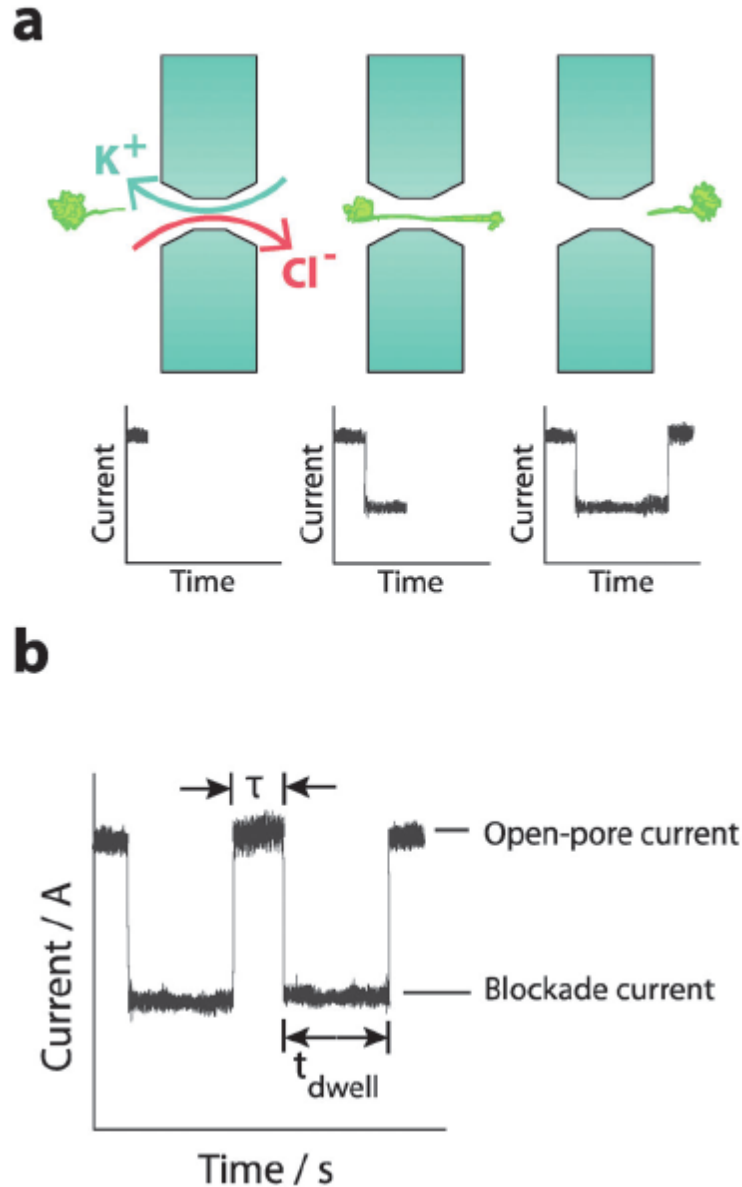 a
K+
Cl-
Current
Time
Current
Time
Current
Time
b
τ
Open-pore current
Current / A
Blockade current
tdwell
Time / s